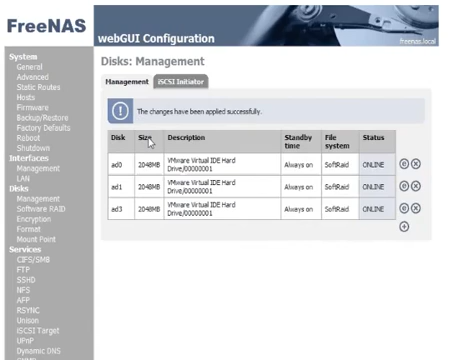 FreeNAS
webGUI Configuration
freenas.local
System
General
Advanced
Static Routes
Hosts
Firmware
Backup/Restore
Factory Defaults
Reboot
Shutdown
Interfaces
Management
LAN
Disks
Management
Software RAID
Encryption
Format
Mount Point
Services
CIFS/SMB
FTP
SSHD
NFS
AFP
RSYNC
Unison
iSCSI Target
UPnP
Dynamic DNS
Disks: Management
Management iSCSI Initiator
The changes have been applied successfully.
Disk Size Description Standby time File system Status
ad0 2048MB VMware Virtual IDE Hard Drive/00000001 Always on SoftRaid ONLINE
ad1 2048MB VMware Virtual IDE Hard Drive/00000001 Always on SoftRaid ONLINE
ad3 2048MB VMware Virtual IDE Hard Drive/00000001 Always on SoftRaid ONLINE